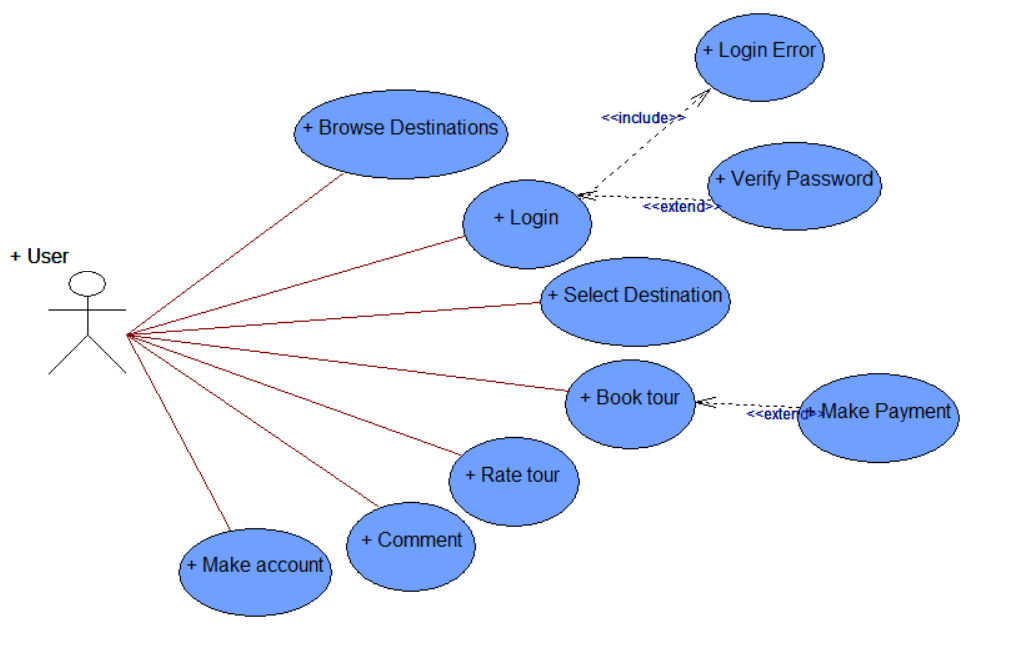 + Login Error
<<include>>
+ Browse Destinations
+ Verify Password
<<extend>>
+ Login
+ User
+ Select Destination
+ Book tour
<<extend>>
+ Make Payment
+ Rate tour
+ Comment
+ Make account